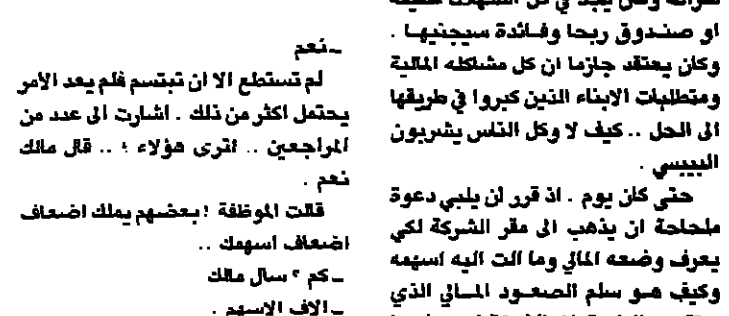 او صندوق ربحا وفائدة سيجنيها .
وكان يعتقد جازما ان كل مشاكله المالية
ومتطلبات الابناء الذين كبروا في طريقها
الى الحل .. كيف لا وكل الناس يشربون
البيبسي .
حتى كان يوم . اذ قرر ان يلبي دعوة
ملحاحة ان يذهب الى مقر الشركة لكي
يعرف وضعه المالي وما الت اليه اسهمه
وكيف هو سلم الصعود المالي الذي
ـ نعم
لم تستطع الا ان تبتسم فلم يعد الأمر
يحتمل اكثر من ذلك . اشارت الى عدد من
المراجعين .. اترى هؤلاء ؟ .. قال مالك
نعم .
قالت الموظفة ! بعضهم يملك اضعاف
اضعاف اسهمك ..
ـ كم ؟ سال مالك
ـ الاف الاسهم .